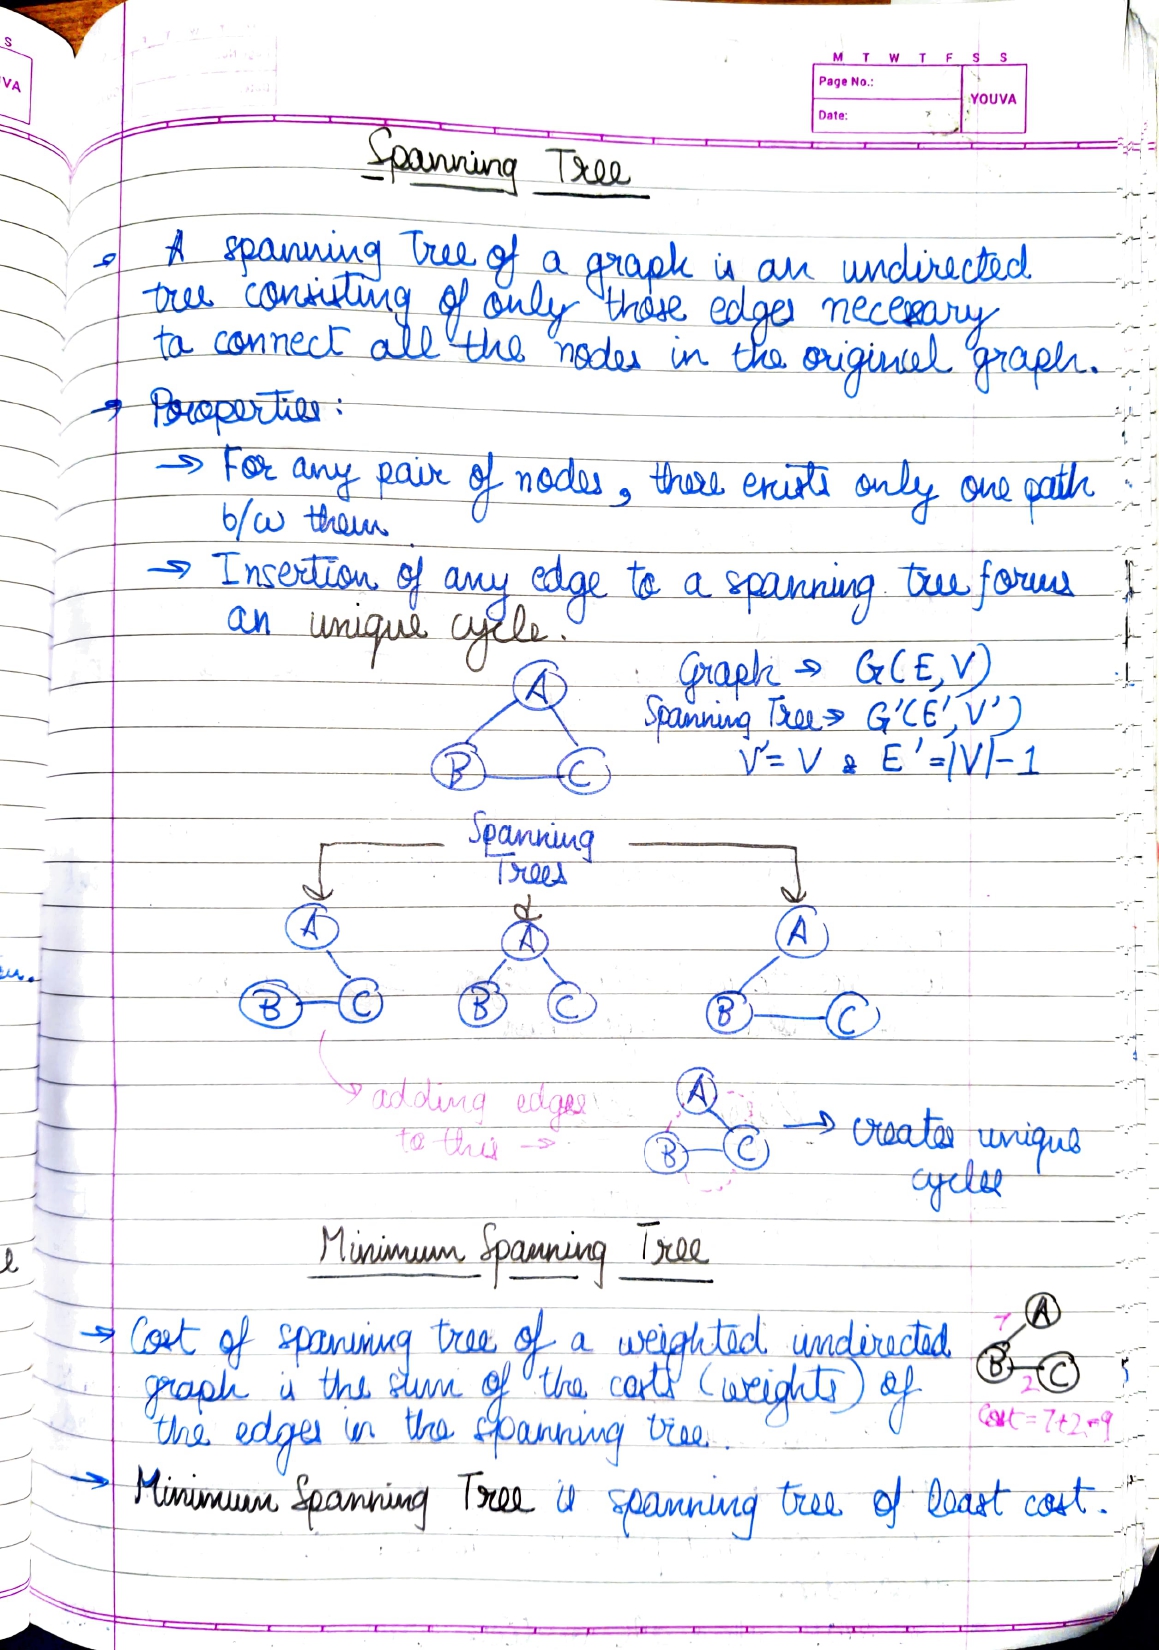 S
VA
M T W T F S S
Page No.:
YOUVA
Date:
Spanning Tree
A spanning Tree of a graph is an undirected
tree consisting of only those edges necessary
to connect all the nodes in the original graph.
→ Properties:
→ For any pair of nodes, there exists only one path
b/w them
→ Insertion of any edge to a spanning tree forms
an unique cycle.
A
B C
Graph → G(E,V)
Spanning Tree → G'(E',V')
V'= V & E'=|V|-1
Spanning
Trees
A A A
B C B C B C
adding edges
to this →
A
B C
→ creates unique
cycles
Minimum Spanning Tree
→ Cost of spanning tree of a weighted undirected
graph is the sum of the costs (weights) of
the edges in the spanning tree.
7 A
B C
2
Cost = 7+2=9
→ Minimum Spanning Tree is spanning tree of least cost.